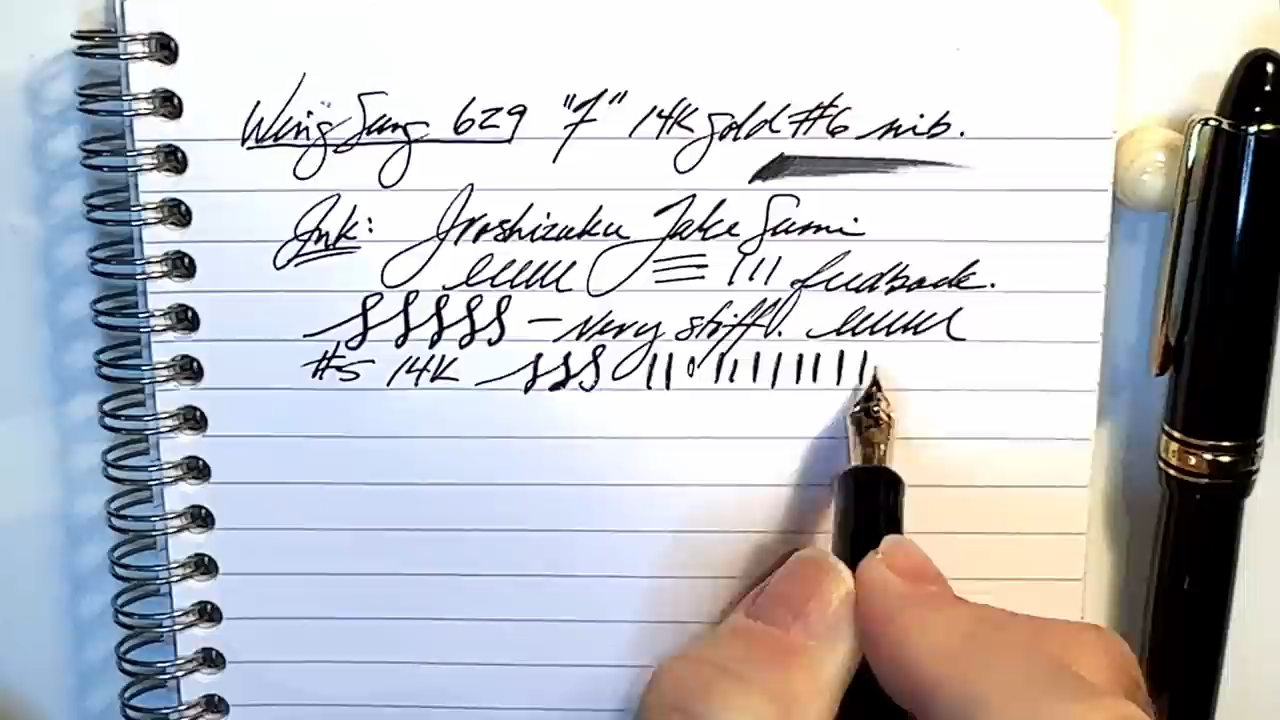 Wing Sung 629 "F" 14K gold #6 nib.
Ink: Iroshizuku Take Sumi
feedback.
– Very stiff.
#5 14K